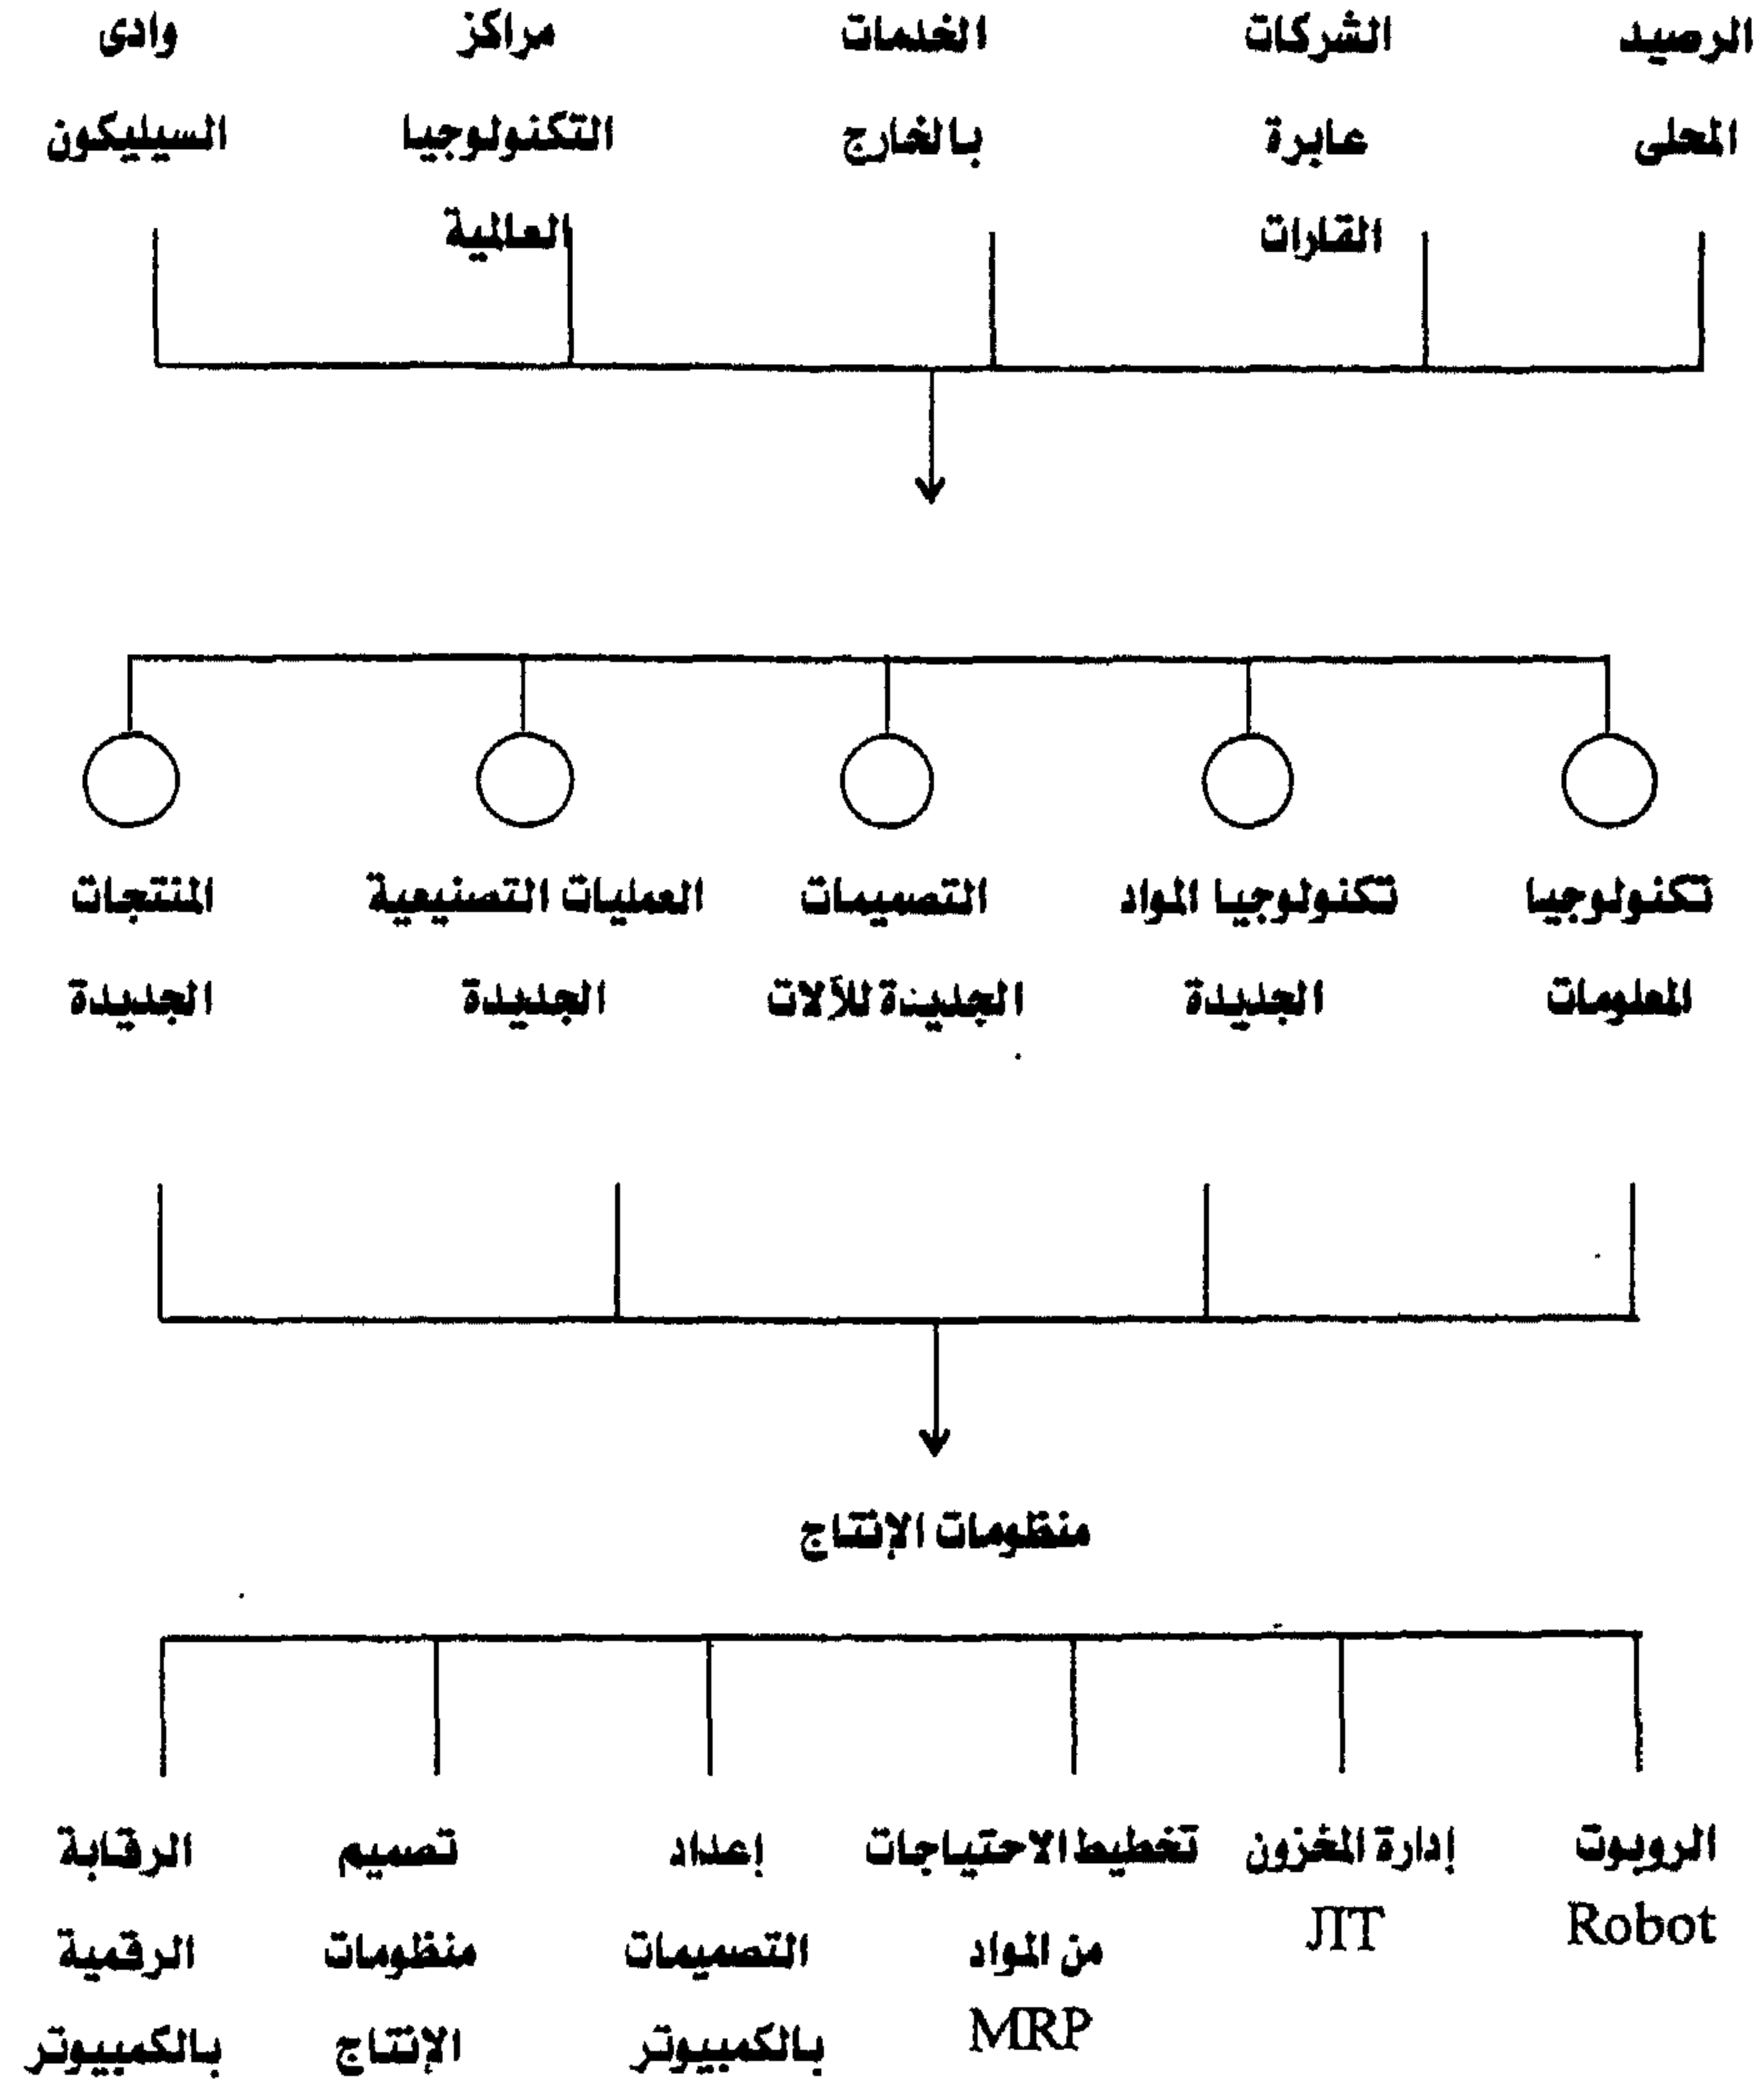 الرصيد
المحلى
الشركات
عابرة
القارات
الخدمات
بالخارج
مراكز
التكنولوجيا
العالمية
وادى
السيليكون
تكنولوجيا
المعلومات
تكنولوجيا المواد
الجديدة
التصميمات
الجديدة للآلات
العمليات التصنيعية
الجديدة
المنتجات
الجديدة
منظومات الإنتاج
الروبوت
Robot
إدارة المخزون
JIT
تخطيط الاحتياجات
من المواد
MRP
إعداد
التصميمات
بالكمبيوتر
تصميم
منظومات
الإنتاج
الرقابة
الرقمية
بالكمبيوتر